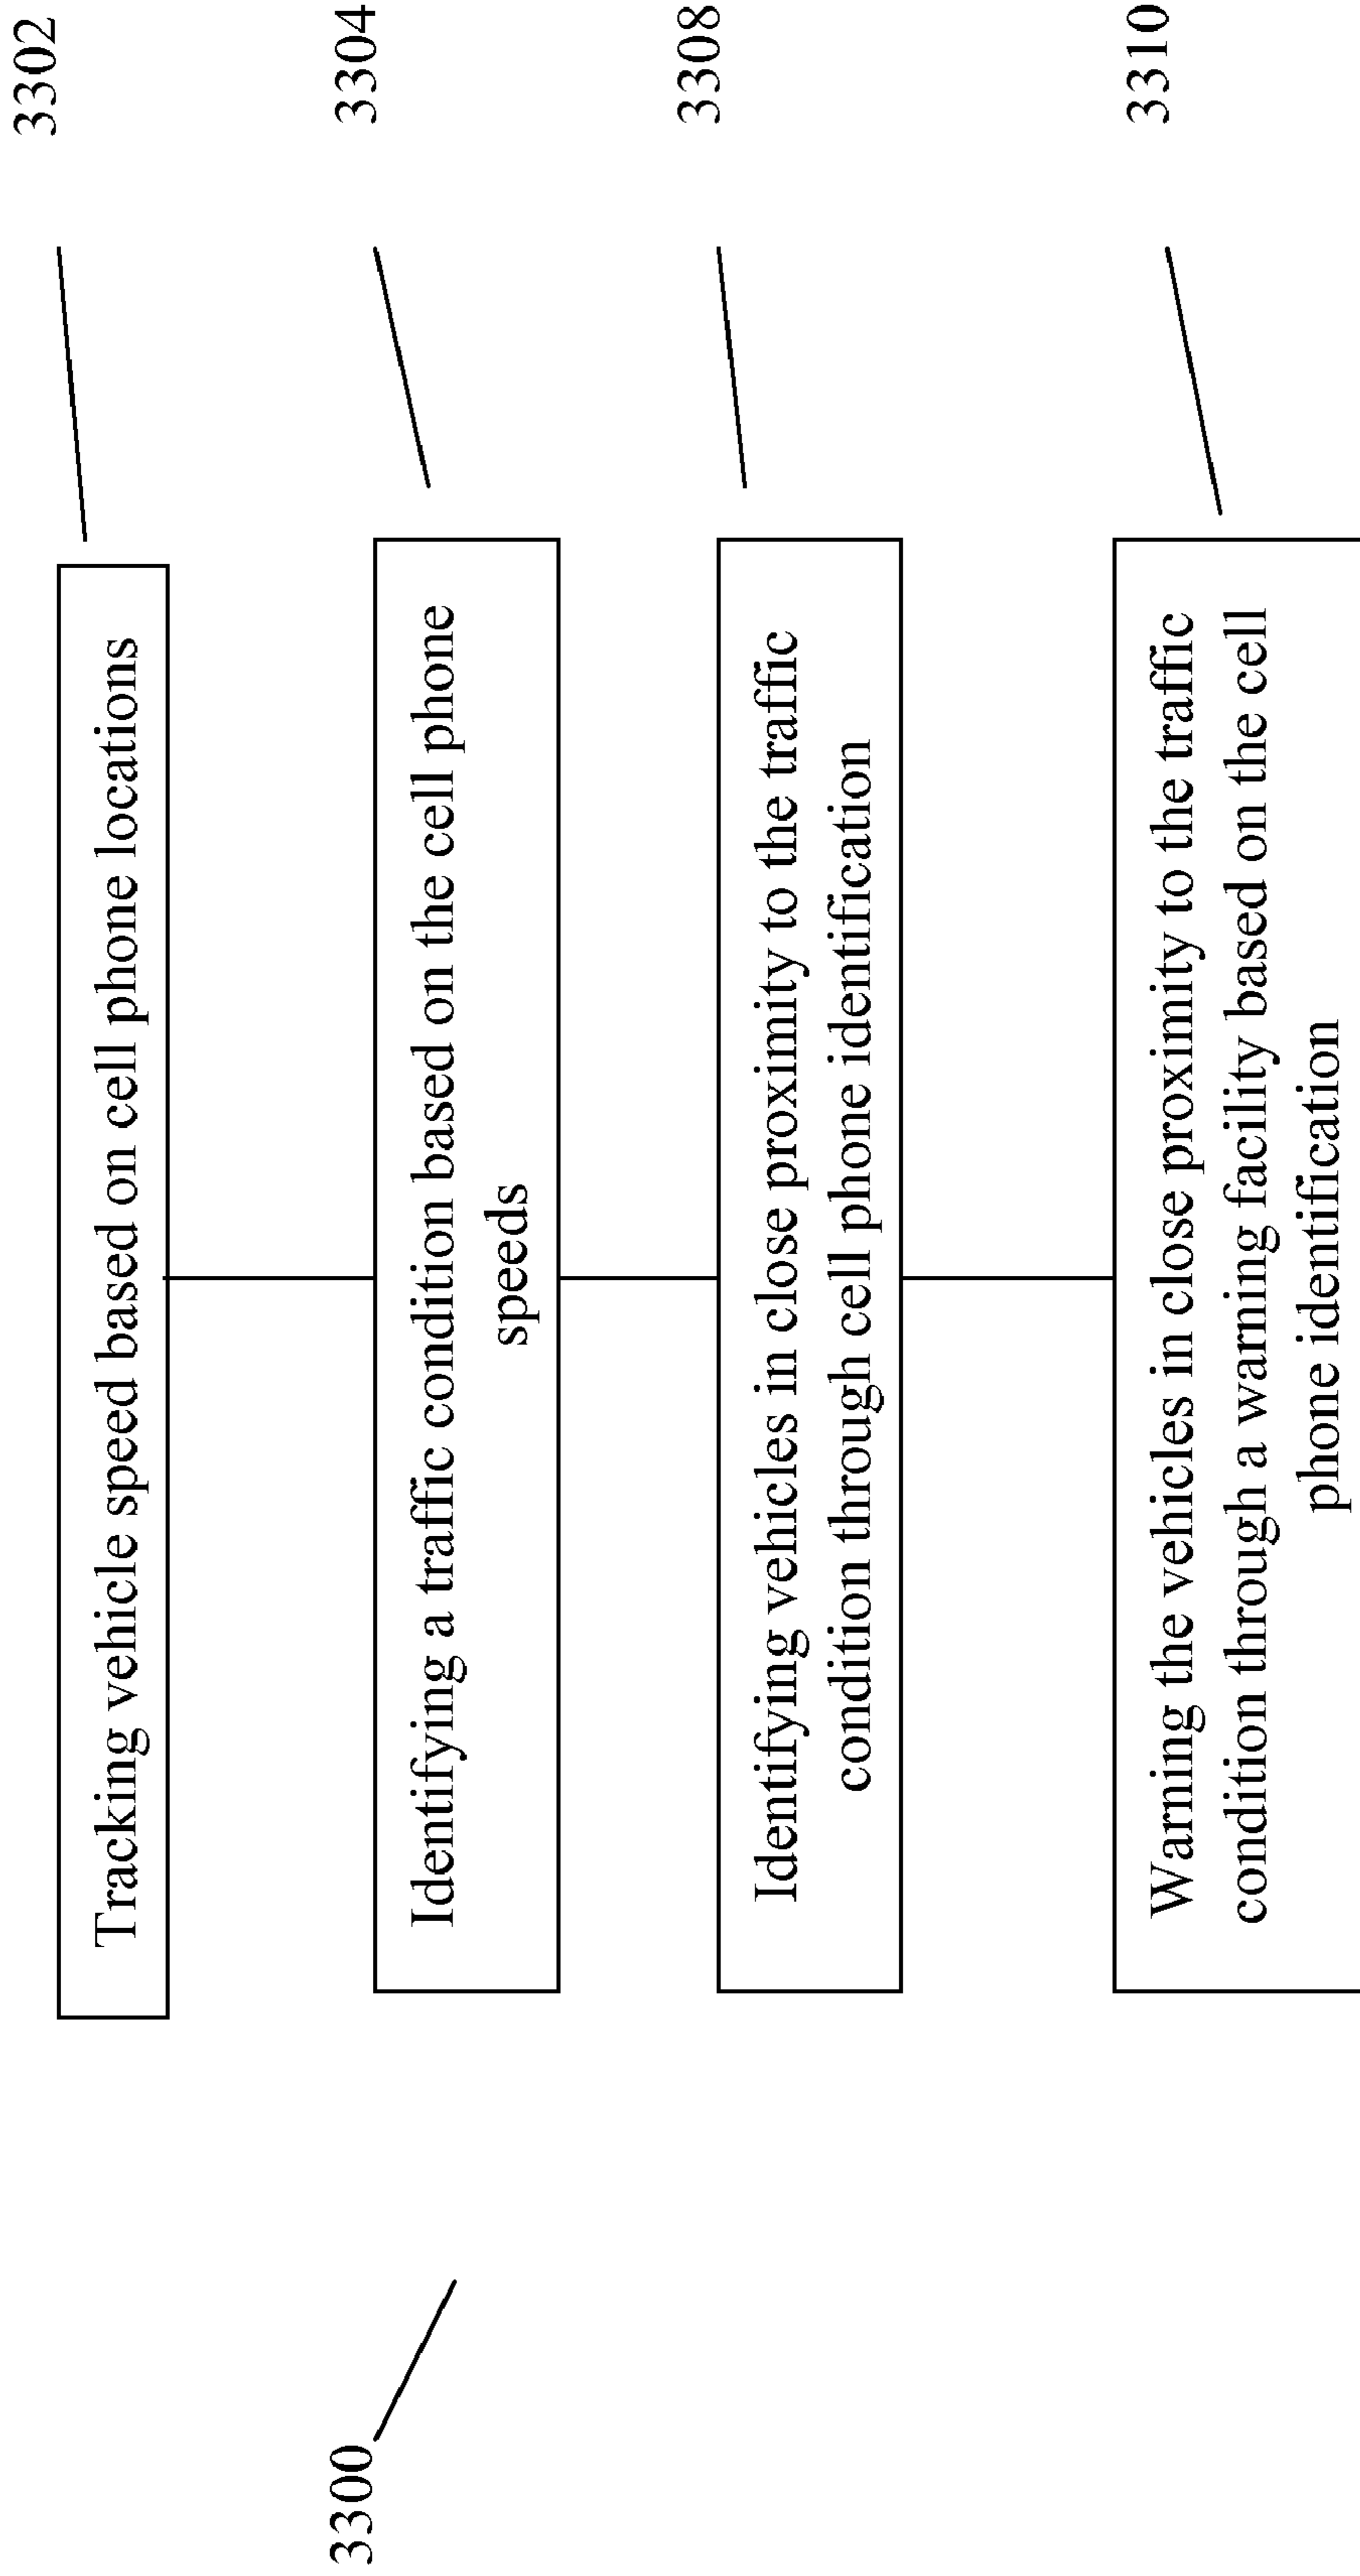 3302
Tracking vehicle speed based on cell phone locations
3300
3304
Identifying a traffic condition based on the cell phone
speeds
3308
Identifying vehicles in close proximity to the traffic
condition through cell phone identification
3310
Warning the vehicles in close proximity to the traffic
condition through a warning facility based on the cell
phone identification